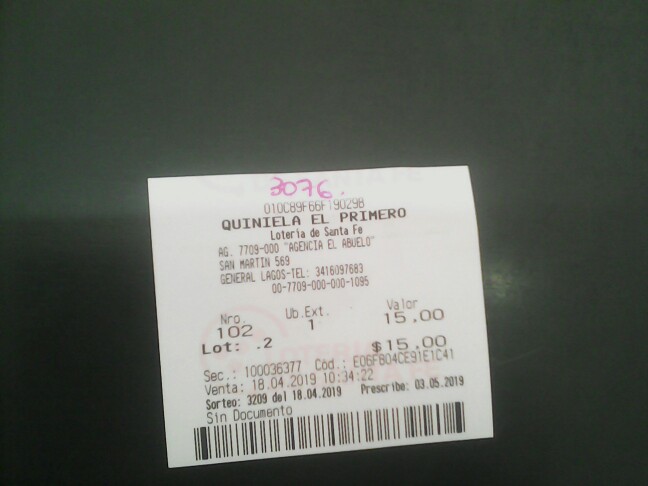 3076.
010C89F66F19029B
QUINIELA EL PRIMERO
Lotería de Santa Fe
AG. 7709-000 "AGENCIA EL ABUELO"
SAN MARTIN 569
GENERAL LAGOS-TEL: 3416097683
00-7709-000-000-1095
Nro. Ub.Ext. Valor
102 1 15.00
Lot: .2 $15.00
Sec.: 100036377 Cód.: E06FB04CE91E1C41
Venta: 18.04.2019 10:34:22
Sorteo: 3209 del 18.04.2019 Prescribe: 03.05.2019
Sin Documento